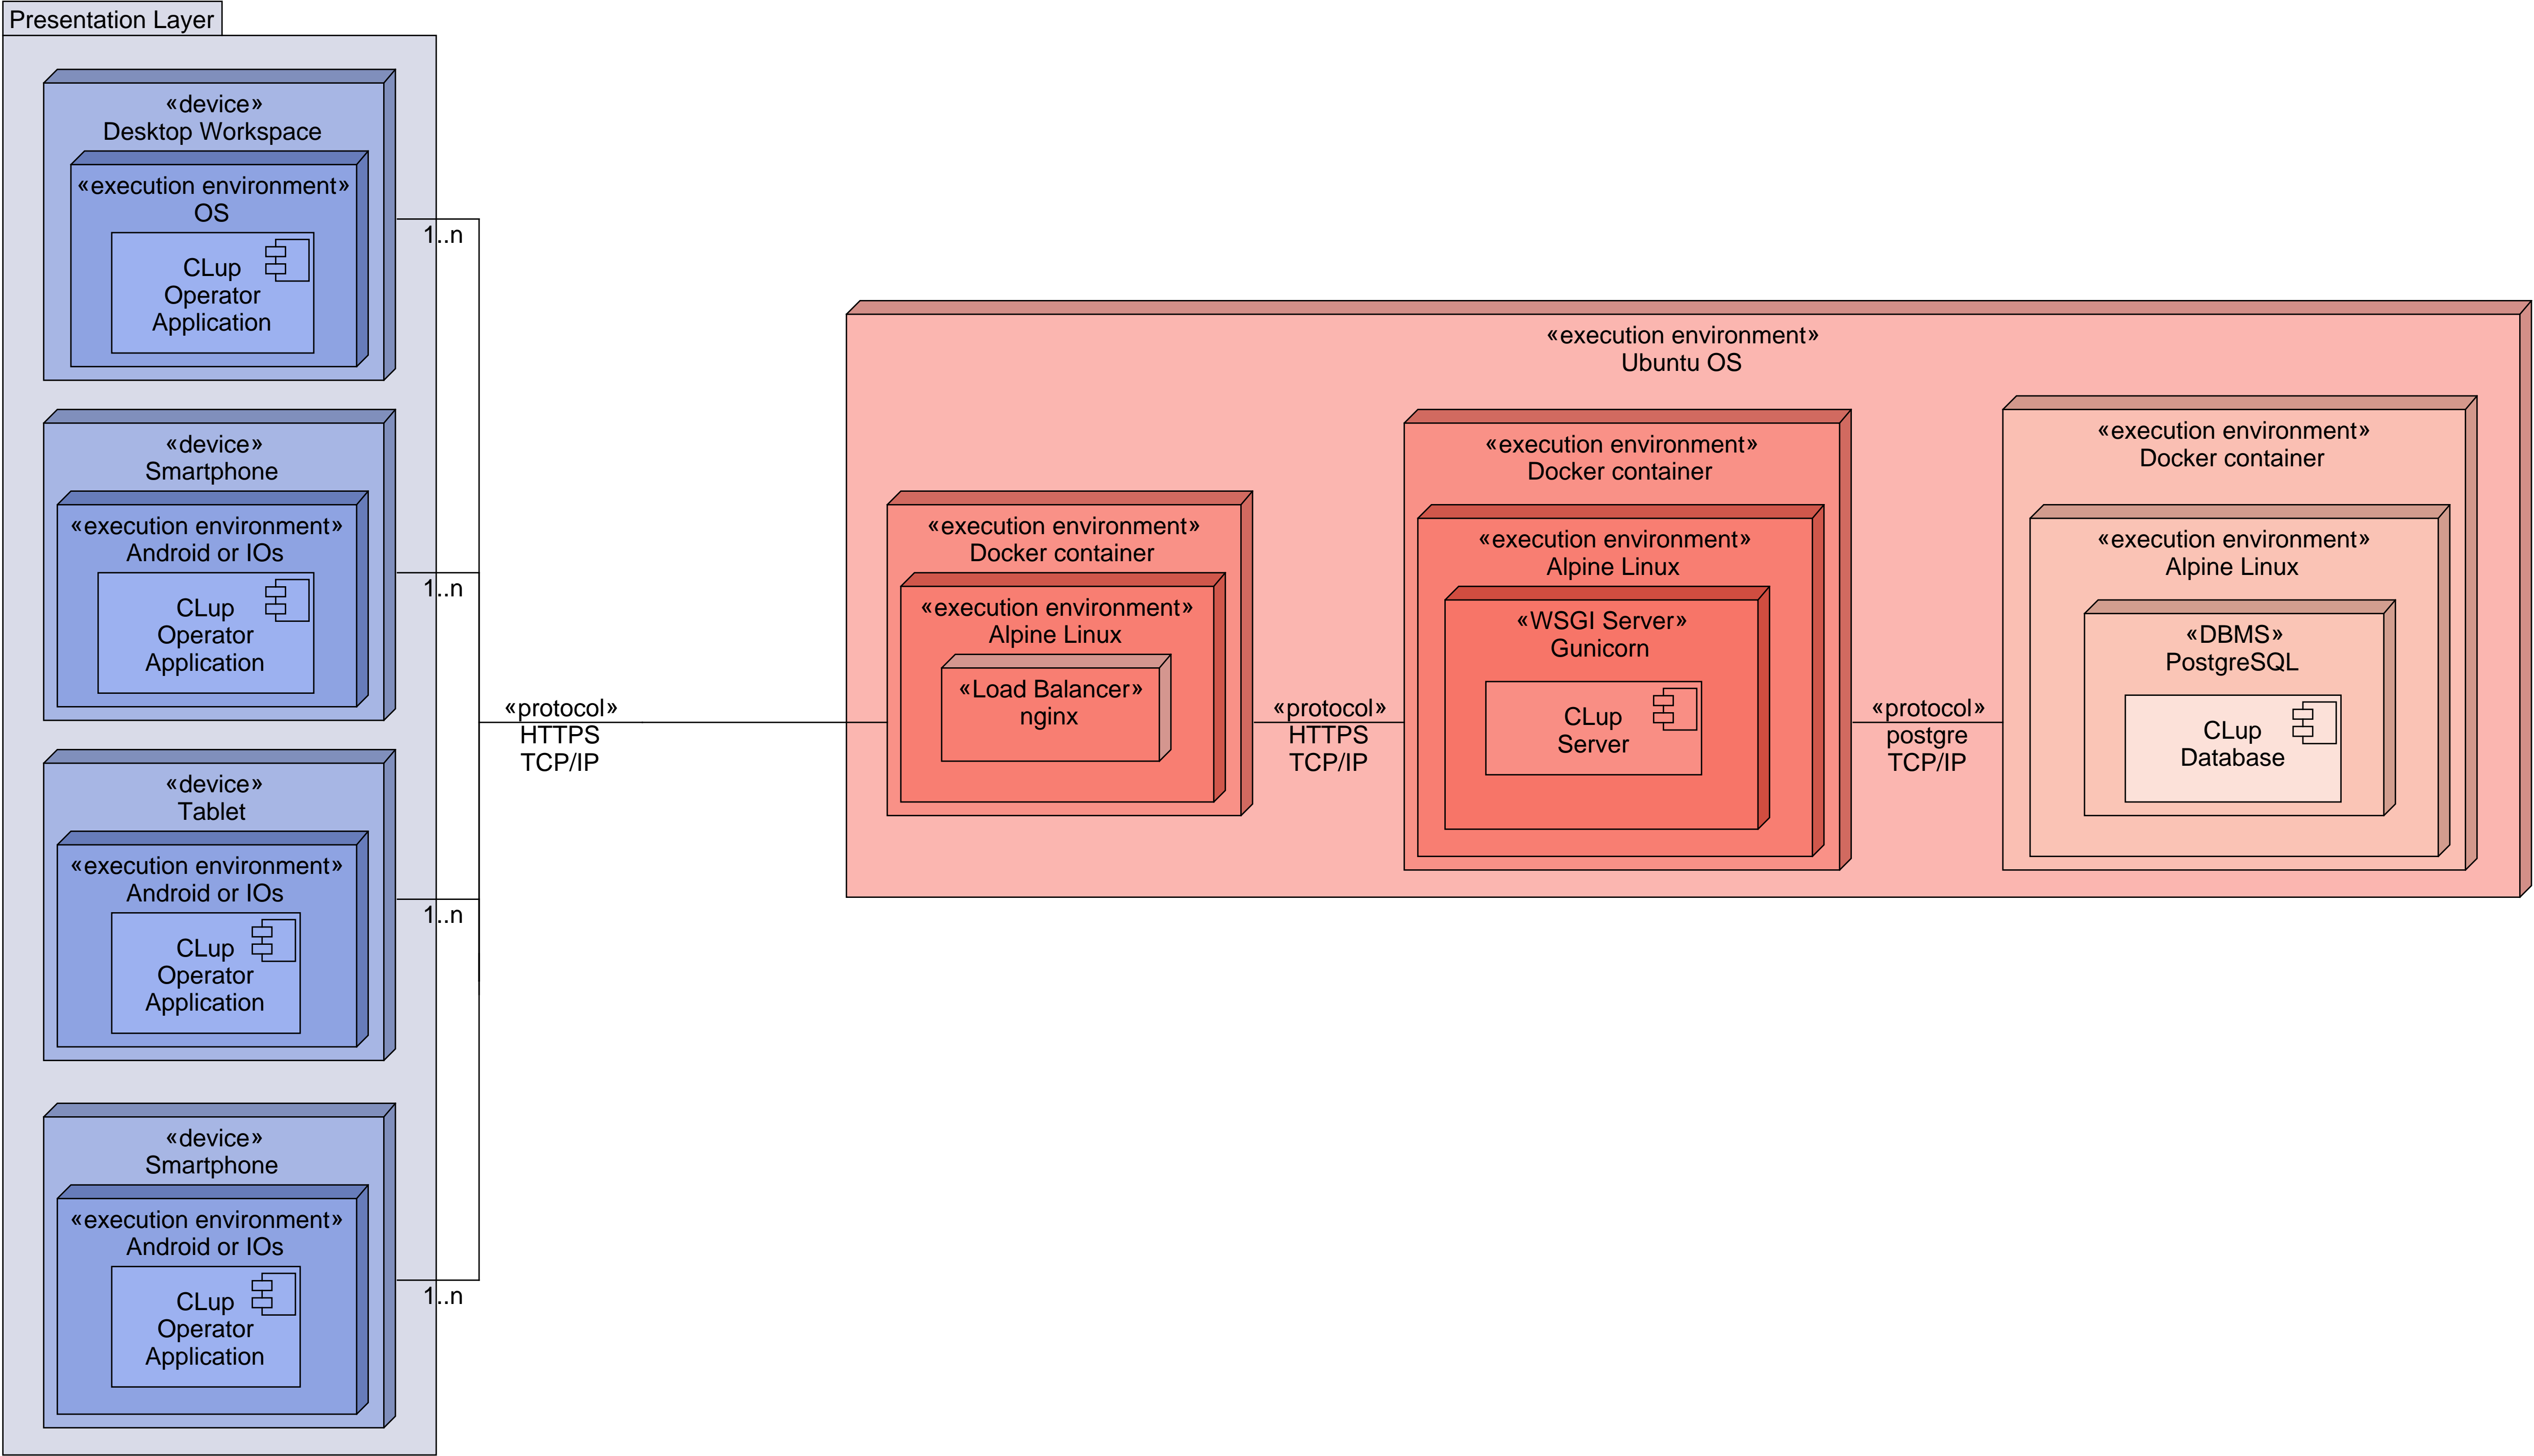 Presentation Layer
«device»
Desktop Workspace
«execution environment»
OS
CLup
Operator
Application
1..n
«device»
Smartphone
«execution environment»
Android or IOs
CLup
Operator
Application
1..n
«device»
Tablet
«execution environment»
Android or IOs
CLup
Operator
Application
1..n
«device»
Smartphone
«execution environment»
Android or IOs
CLup
Operator
Application
1..n
«protocol»
HTTPS
TCP/IP
«execution environment»
Ubuntu OS
«execution environment»
Docker container
«execution environment»
Alpine Linux
«Load Balancer»
nginx
«protocol»
HTTPS
TCP/IP
«execution environment»
Docker container
«execution environment»
Alpine Linux
«WSGI Server»
Gunicorn
CLup
Server
«protocol»
postgre
TCP/IP
«execution environment»
Docker container
«execution environment»
Alpine Linux
«DBMS»
PostgreSQL
CLup
Database